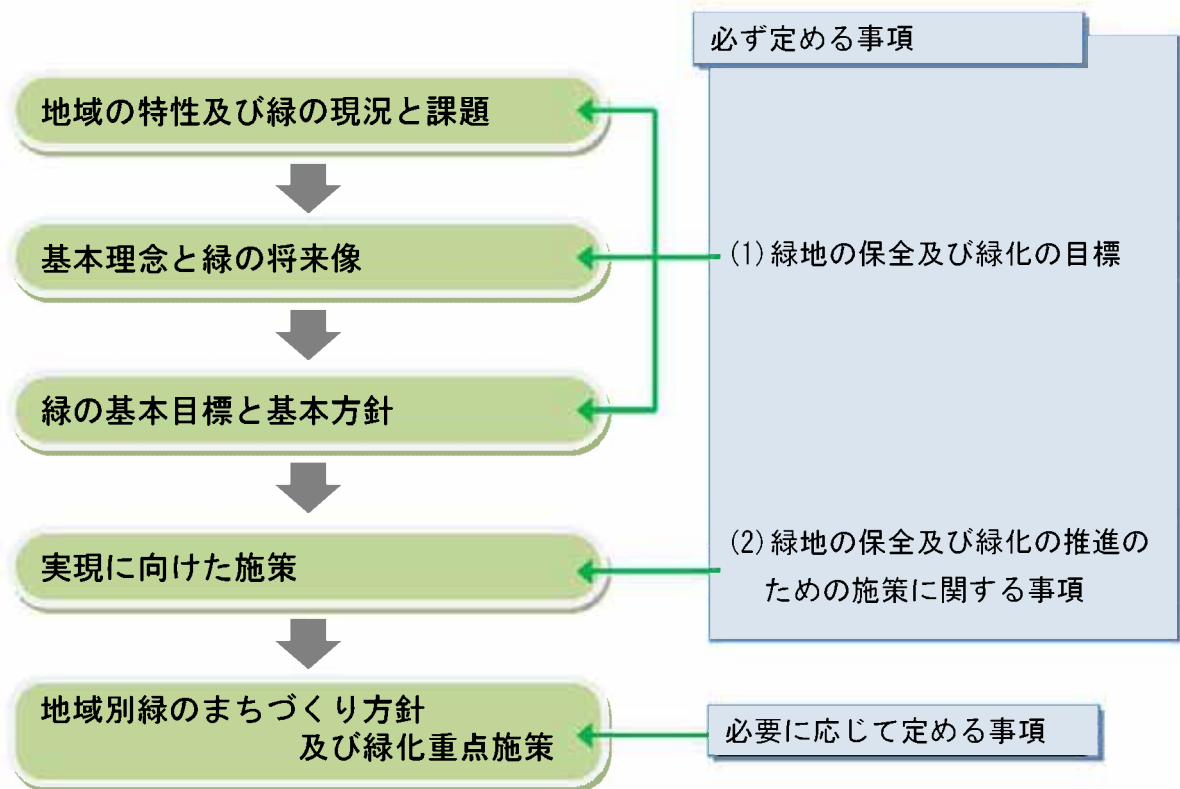 必ず定める事項
地域の特性及び緑の現況と課題
基本理念と緑の将来像
(1)緑地の保全及び緑化の目標
緑の基本目標と基本方針
実現に向けた施策
(2)緑地の保全及び緑化の推進の
ための施策に関する事項
地域別緑のまちづくり方針
及び緑化重点施策
必要に応じて定める事項